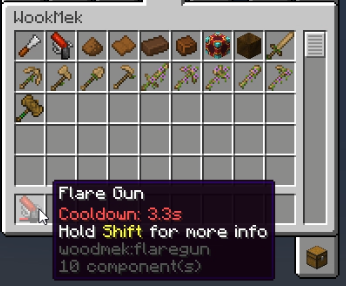 WookMek
Flare Gun
Cooldown: 3.3s
Hold Shift for more info
woodmek:flaregun
10 component(s)